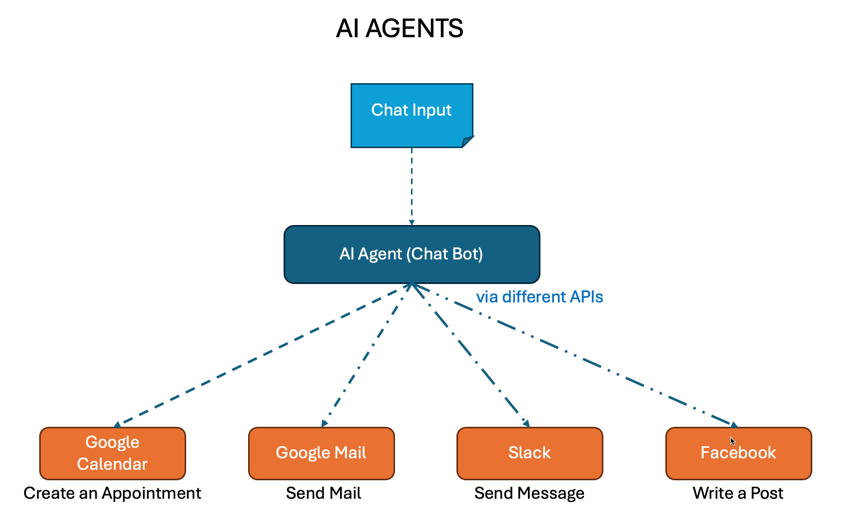 AI AGENTS
Chat Input
AI Agent (Chat Bot)
via different APIs
Google
Calendar
Google Mail
Slack
Facebook
Create an Appointment
Send Mail
Send Message
Write a Post